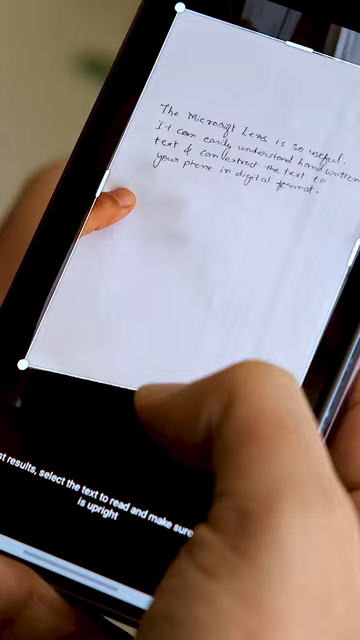 The Microsoft Lens is so useful.
It can easily understand handwritten
text & can extract the text to
your phone in digital format.
st results, select the text to read and make sure
is upright